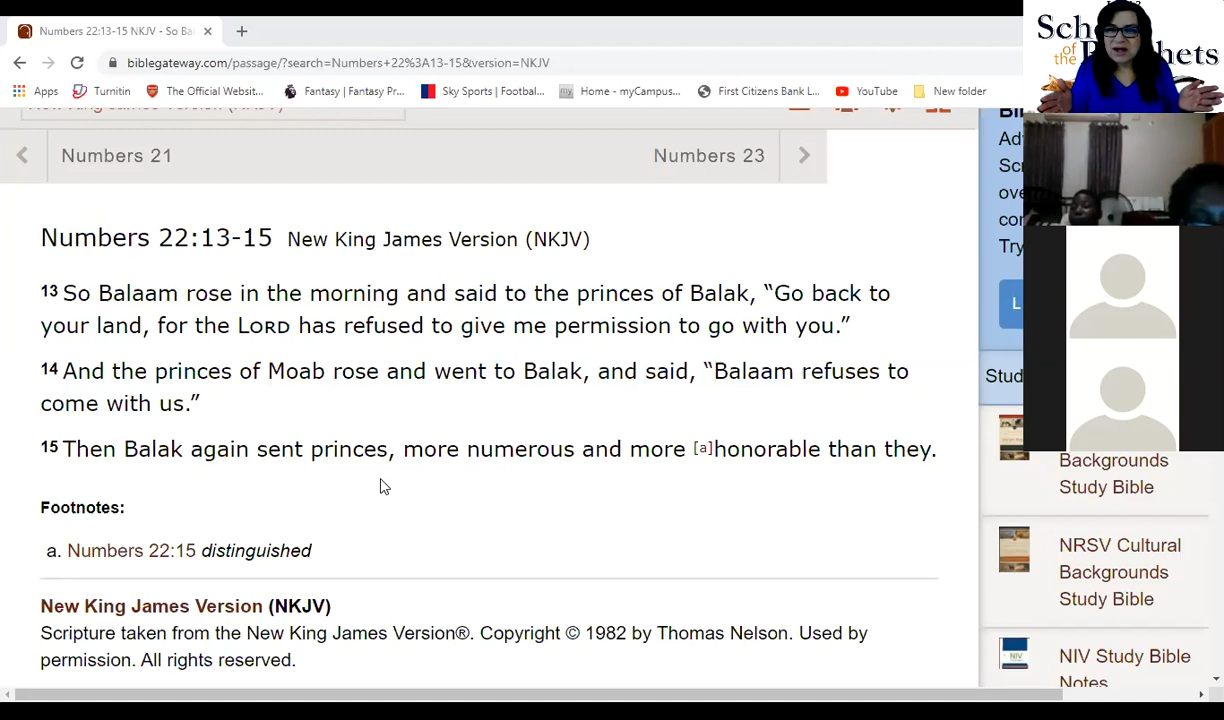 Numbers 22:13-15 NKJV - So Ba
biblegateway.com/passage/?search=Numbers+22%3A13-15&version=NKJV
Apps Turnitin The Official Websit... Fantasy | Fantasy Pr... Sky Sports | Footbal... my Home - myCampus... First Citizens Bank L... YouTube New folder
of the
Numbers 21 Numbers 23
Numbers 22:13-15 New King James Version (NKJV)
13 So Balaam rose in the morning and said to the princes of Balak, “Go back to
your land, for the LORD has refused to give me permission to go with you.”
14 And the princes of Moab rose and went to Balak, and said, “Balaam refuses to
come with us.”
15 Then Balak again sent princes, more numerous and more [a]honorable than they.
Footnotes:
a. Numbers 22:15 distinguished
New King James Version (NKJV)
Scripture taken from the New King James Version®. Copyright © 1982 by Thomas Nelson. Used by
permission. All rights reserved.
Try
L
Stud
Backgrounds
Study Bible
NRSV Cultural
Backgrounds
Study Bible
NIV Study Bible
Notes